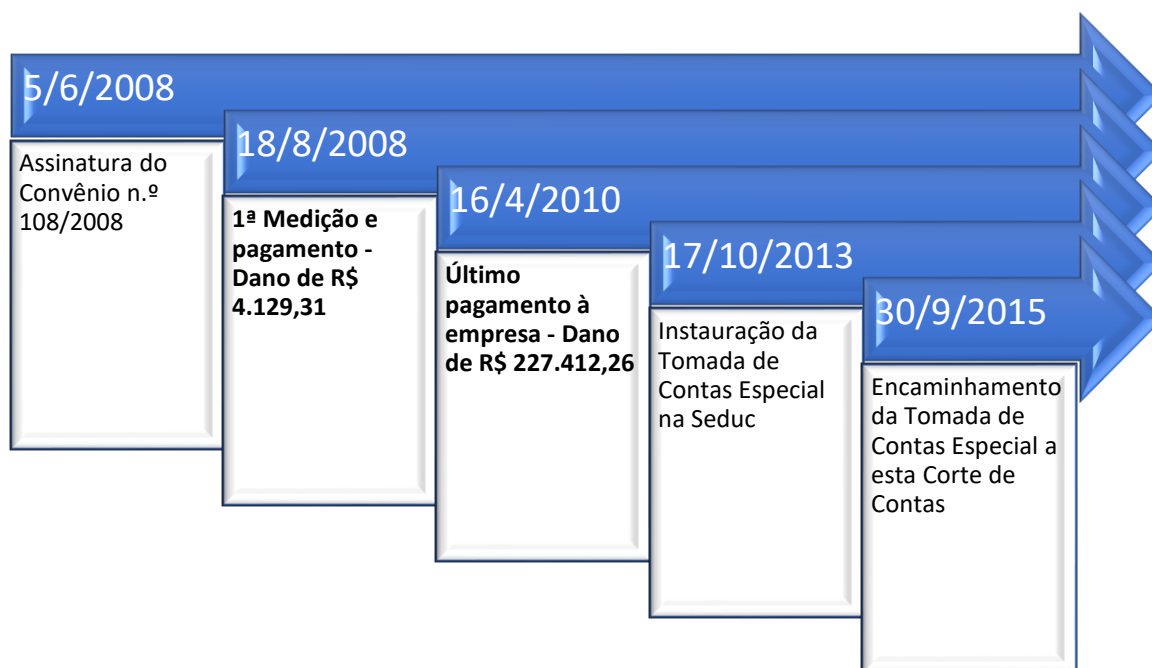 5/6/2008
Assinatura do
Convênio n.º
108/2008
18/8/2008
1ª Medição e
pagamento -
Dano de R$
4.129,31
16/4/2010
Último
pagamento à
empresa - Dano
de R$ 227.412,26
17/10/2013
Instauração da
Tomada de
Contas Especial
na Seduc
30/9/2015
Encaminhamento
da Tomada de
Contas Especial a
esta Corte de
Contas